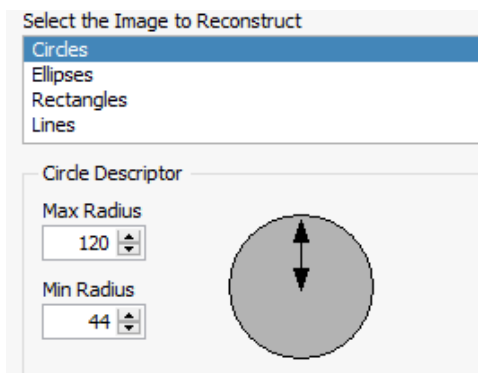 Select the Image to Reconstruct
Circles
Ellipses
Rectangles
Lines
Circle Descriptor
Max Radius
120
Min Radius
44